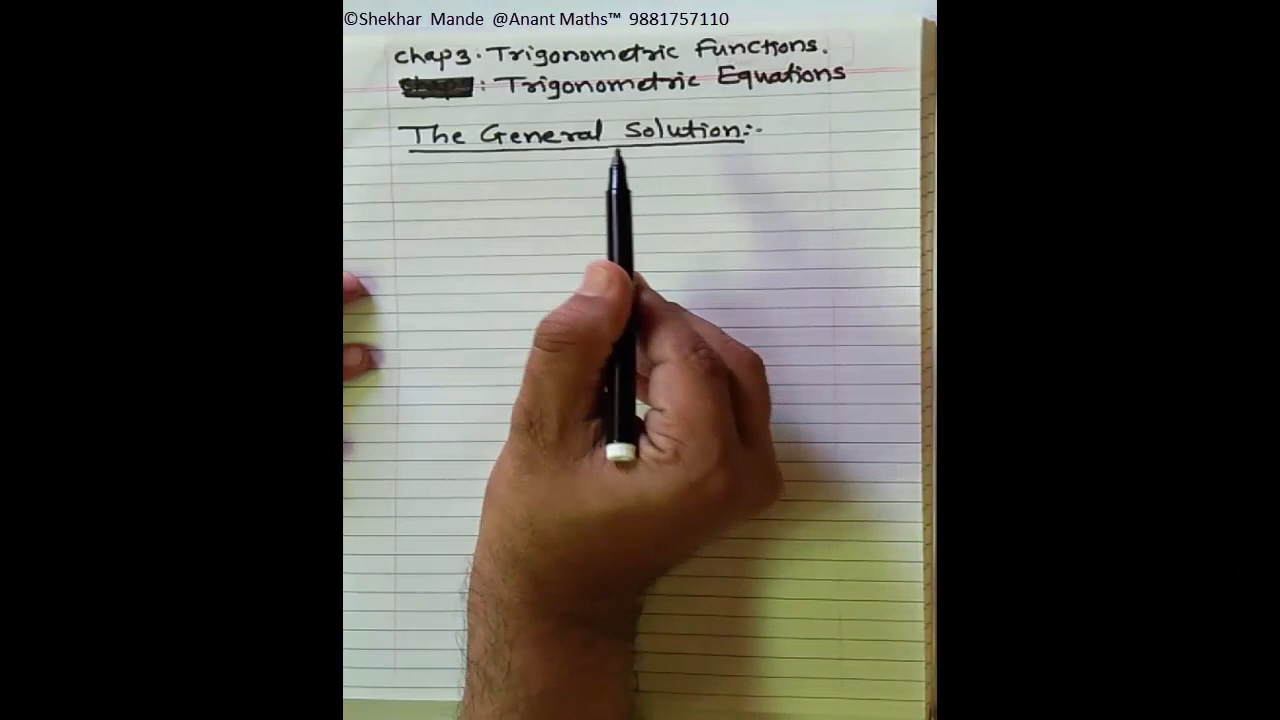 ©Shekhar Mande @Anant Maths™ 9881757110
Chap 3. Trigonometric Functions.
: Trigonometric Equations
The General Solution:-